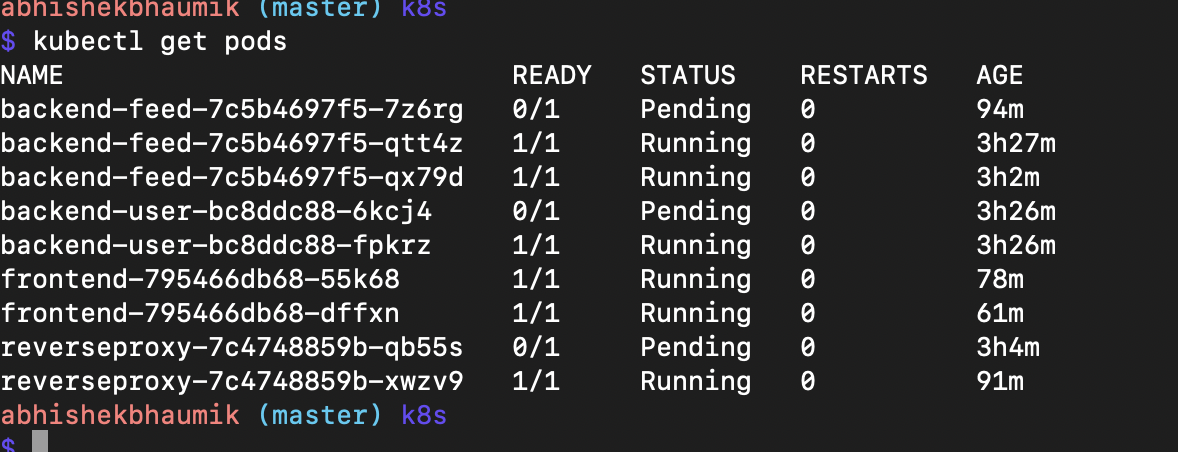 abhishekbhaumik (master) k8s
$ kubectl get pods
NAME READY STATUS RESTARTS AGE
backend-feed-7c5b4697f5-7z6rg 0/1 Pending 0 94m
backend-feed-7c5b4697f5-qtt4z 1/1 Running 0 3h27m
backend-feed-7c5b4697f5-qx79d 1/1 Running 0 3h2m
backend-user-bc8ddc88-6kcj4 0/1 Pending 0 3h26m
backend-user-bc8ddc88-fpkrz 1/1 Running 0 3h26m
frontend-795466db68-55k68 1/1 Running 0 78m
frontend-795466db68-dffxn 1/1 Running 0 61m
reverseproxy-7c4748859b-qb55s 0/1 Pending 0 3h4m
reverseproxy-7c4748859b-xwzv9 1/1 Running 0 91m
abhishekbhaumik (master) k8s
$